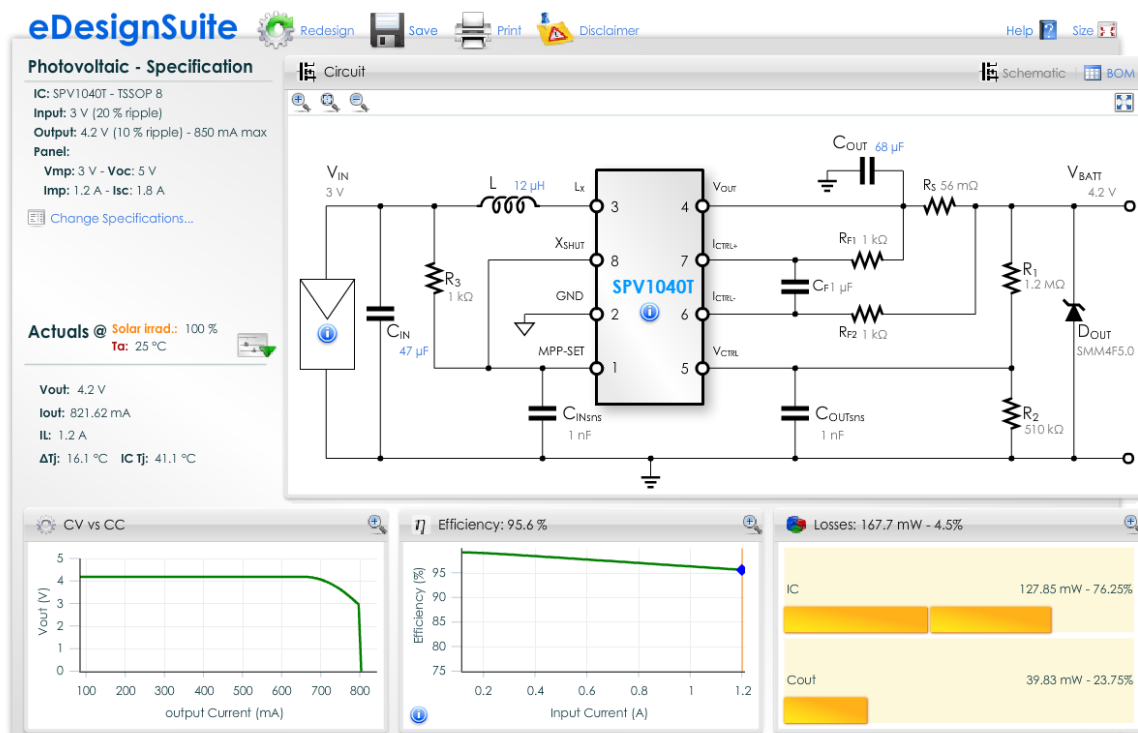 eDesignSuite Redesign Save Print Disclaimer Help Size
Photovoltaic - Specification
IC: SPV1040T - TSSOP 8
Input: 3 V (20 % ripple)
Output: 4.2 V (10 % ripple) - 850 mA max
Panel:
Vmp: 3 V - Voc: 5 V
Imp: 1.2 A - Isc: 1.8 A
Change Specifications...
Actuals @ Solar irrad.: 100 %
Ta: 25 °C
Vout: 4.2 V
Iout: 821.62 mA
IL: 1.2 A
ΔTj: 16.1 °C IC Tj: 41.1 °C
Circuit Schematic BOM
COUT 68 µF
VIN
3 V
L 12 µH
LX
VOUT
RS 56 mΩ
VBATT
4.2 V
3
4
XSHUT
ICTRL+
RF1 1 kΩ
8
7
R3
1 kΩ
SPV1040T
CF1 µF
R1
1.2 MΩ
GND
ICTRL-
2
6
RF2 1 kΩ
CIN
47 µF
DOUT
SMM4F5.0
MPP-SET
VCTRL
1
5
CINsns
1 nF
COUTsns
1 nF
R2
510 kΩ
CV vs CC
5
4
3
2
1
0
Vout (V)
100 200 300 400 500 600 700 800
output Current (mA)
η Efficiency: 95.6 %
95
90
85
80
75
Efficiency (%)
0.2 0.4 0.6 0.8 1 1.2
Input Current (A)
Losses: 167.7 mW - 4.5%
IC 127.85 mW - 76.25%
Cout 39.83 mW - 23.75%